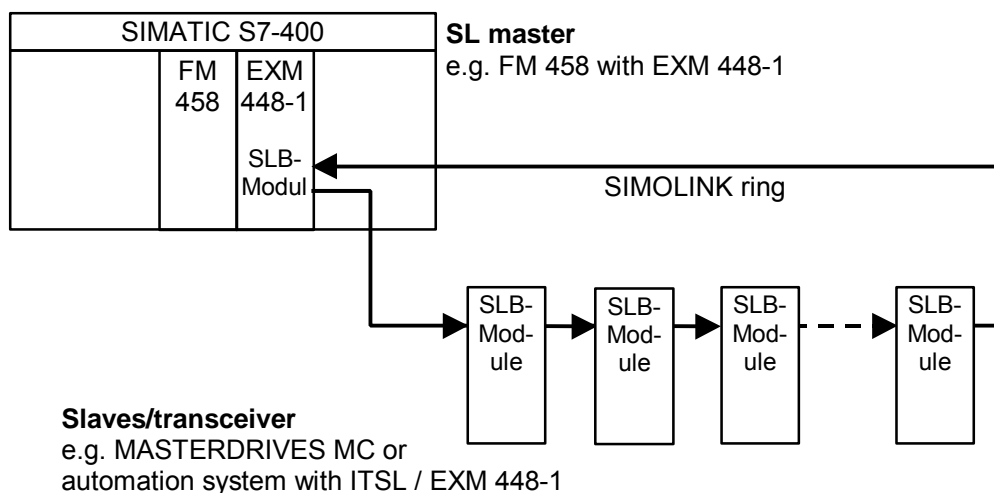 SIMATIC S7-400
SL master
e.g. FM 458 with EXM 448-1
FM
458
EXM
448-1
SLB-
Modul
SIMOLINK ring
SLB-
Mod-
ule
SLB-
Mod-
ule
SLB-
Mod-
ule
SLB-
Mod-
ule
Slaves/transceiver
e.g. MASTERDRIVES MC or
automation system with ITSL / EXM 448-1